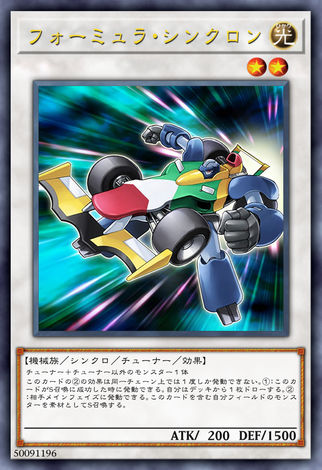 フォーミュラ・シンクロン
光
【機械族／シンクロ／チューナー／効果】
チューナー＋チューナー以外のモンスター１体
このカードの②の効果は同一チェーン上では１度しか発動できない。①：このカ
ードがS召喚に成功した時に発動できる。自分はデッキから１枚ドローする。②
：相手メインフェイズに発動できる。このカードを含む自分フィールドのモンス
ターを素材としてS召喚する。
ATK/ 200 DEF/1500
50091196